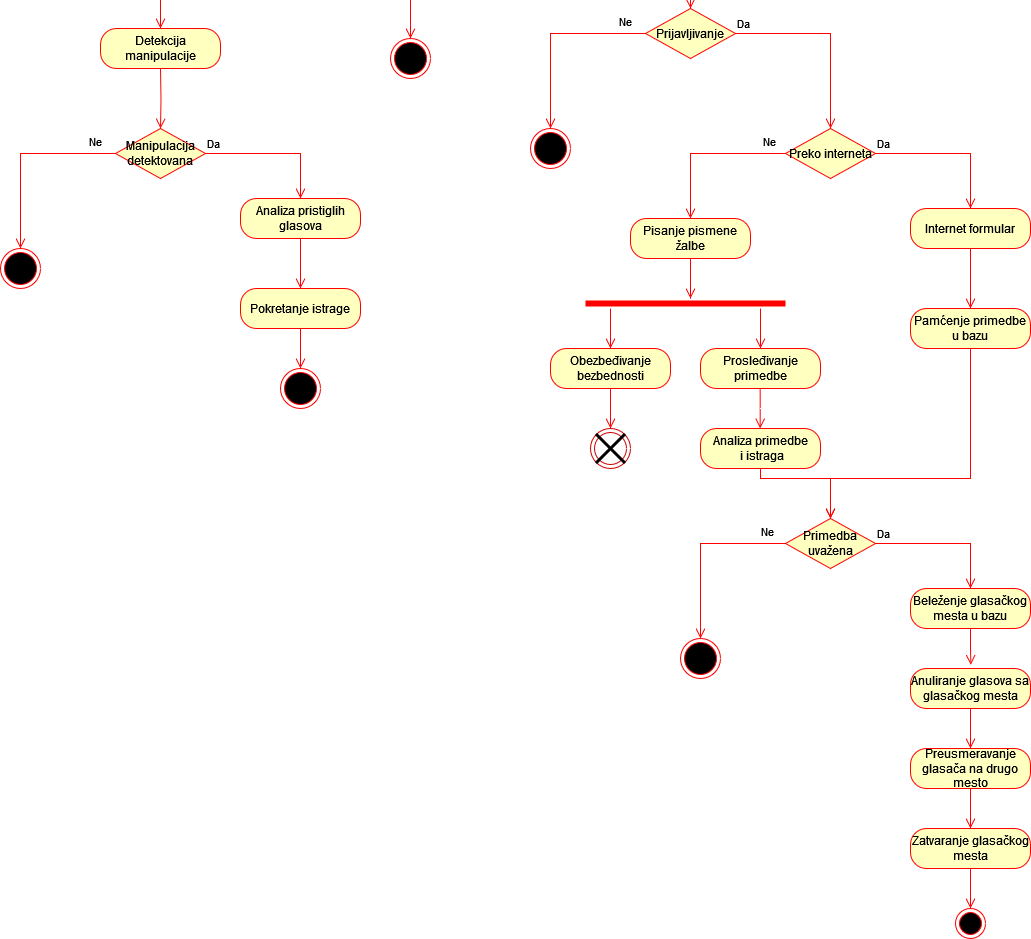 Detekcija
manipulacije
Ne
Manipulacija
detektovana
Da
Analiza pristiglih
glasova
Pokretanje istrage
Ne
Prijavljivanje
Da
Ne
Preko interneta
Da
Pisanje pismene
žalbe
Internet formular
Pamćenje primedbe
u bazu
Obezbeđivanje
bezbednosti
Prosleđivanje
primedbe
Analiza primedbe
i istraga
Ne
Primedba
uvažena
Da
Beleženje glasačkog
mesta u bazu
Anuliranje glasova sa
glasačkog mesta
Preusmeravanje
glasača na drugo
mesto
Zatvaranje glasačkog
mesta